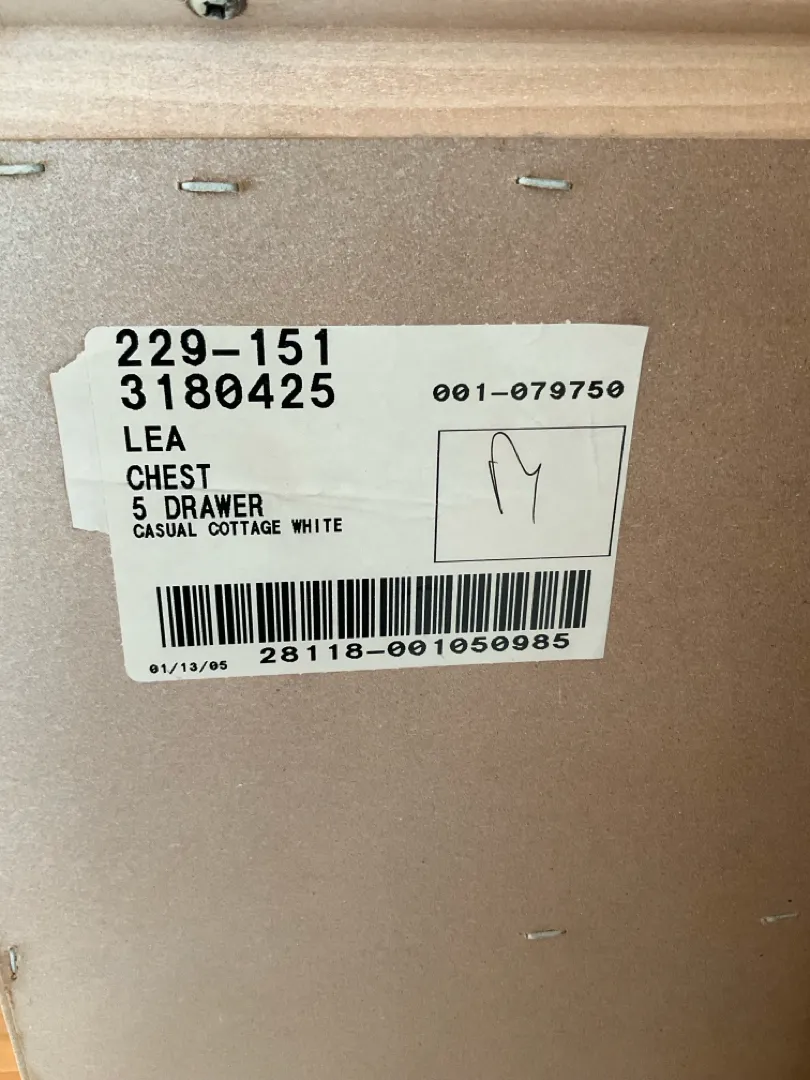 229-151
3180425
001-079750
LEA
CHEST
5 DRAWER
CASUAL COTTAGE WHITE
01/13/05
28118-001050985